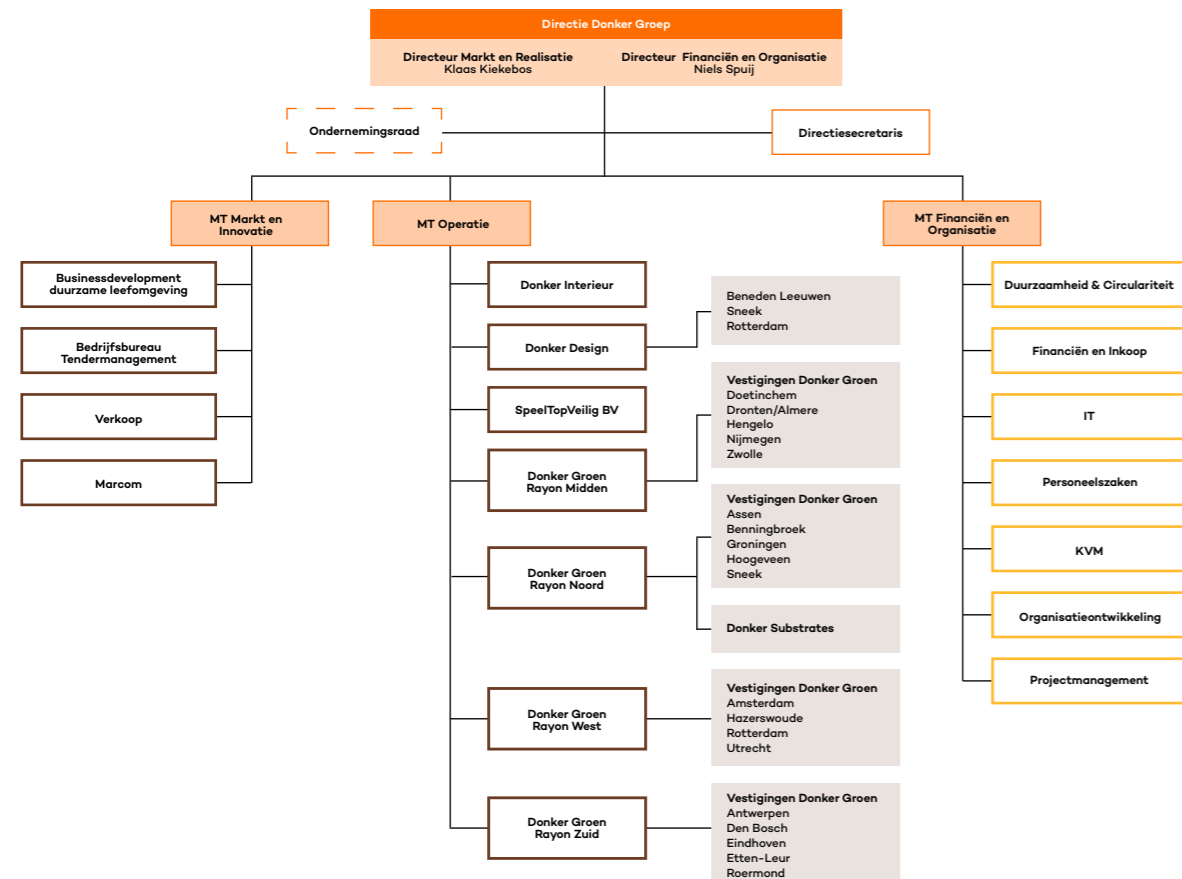 Directie Donker Groep
Directeur Markt en Realisatie
Klaas Kiekebos
Directeur Financiën en Organisatie
Niels Spuij
Ondernemingsraad
Directiesecretaris
MT Markt en
Innovatie
MT Operatie
MT Financiën en
Organisatie
Businessdevelopment
duurzame leefomgeving
Bedrijfsbureau
Tendermanagement
Verkoop
Marcom
Donker Interieur
Donker Design
Beneden Leeuwen
Sneek
Rotterdam
SpeelTopVeilig BV
Donker Groen
Rayon Midden
Vestigingen Donker Groen
Doetinchem
Dronten/Almere
Hengelo
Nijmegen
Zwolle
Donker Groen
Rayon Noord
Vestigingen Donker Groen
Assen
Benningbroek
Groningen
Hoogeveen
Sneek
Donker Substrates
Donker Groen
Rayon West
Vestigingen Donker Groen
Amsterdam
Hazerswoude
Rotterdam
Utrecht
Donker Groen
Rayon Zuid
Vestigingen Donker Groen
Antwerpen
Den Bosch
Eindhoven
Etten-Leur
Roermond
Duurzaamheid & Circulariteit
Financiën en Inkoop
IT
Personeelszaken
KVM
Organisatieontwikkeling
Projectmanagement